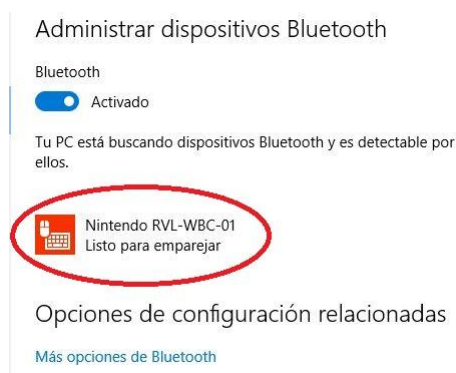 Administrar dispositivos Bluetooth
Bluetooth
Activado
Tu PC está buscando dispositivos Bluetooth y es detectable por
ellos.
Nintendo RVL-WBC-01
Listo para emparejar
Opciones de configuración relacionadas
Más opciones de Bluetooth